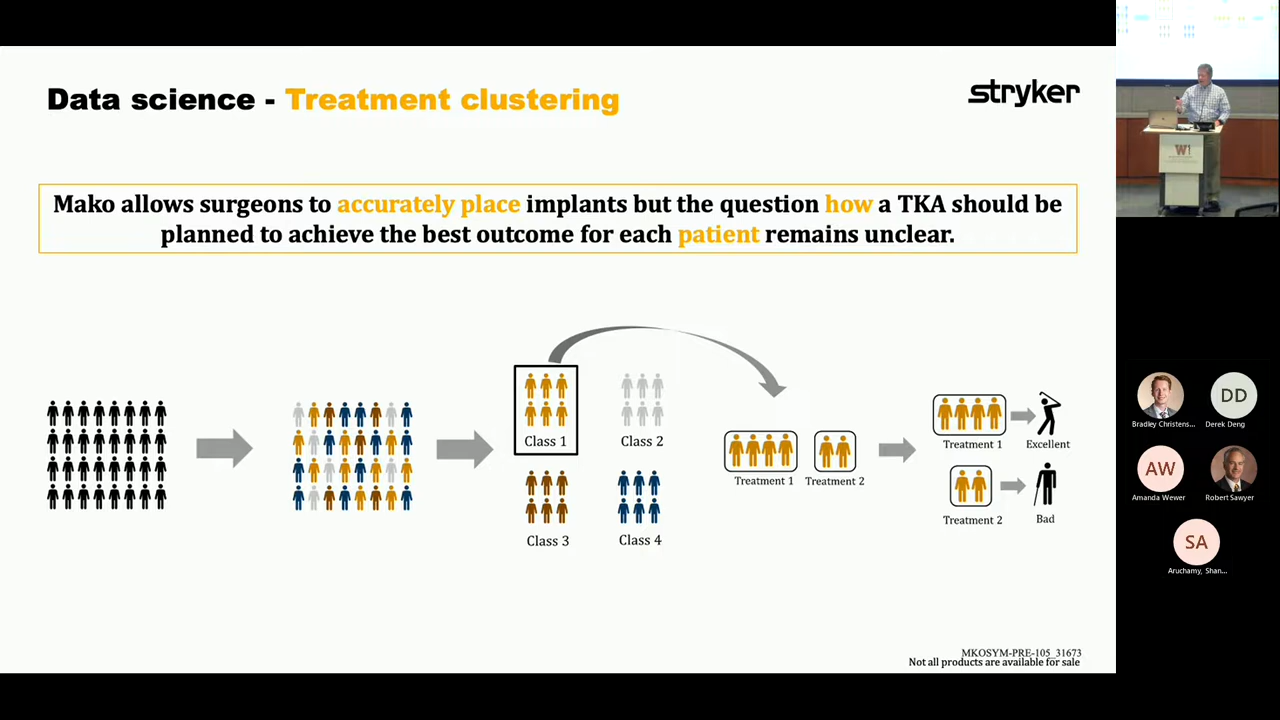 Data science - Treatment clustering
stryker
Mako allows surgeons to accurately place implants but the question how a TKA should be
planned to achieve the best outcome for each patient remains unclear.
Class 1
Class 2
Class 3
Class 4
Treatment 1
Treatment 2
Treatment 1
Excellent
Treatment 2
Bad
MKOSYM-PRE-105_31673
Not all products are available for sale
W
DD
Bradley Christens...
Derek Deng
AW
Amanda Wewer
Robert Sawyer
SA
Aruchamy, Shan...